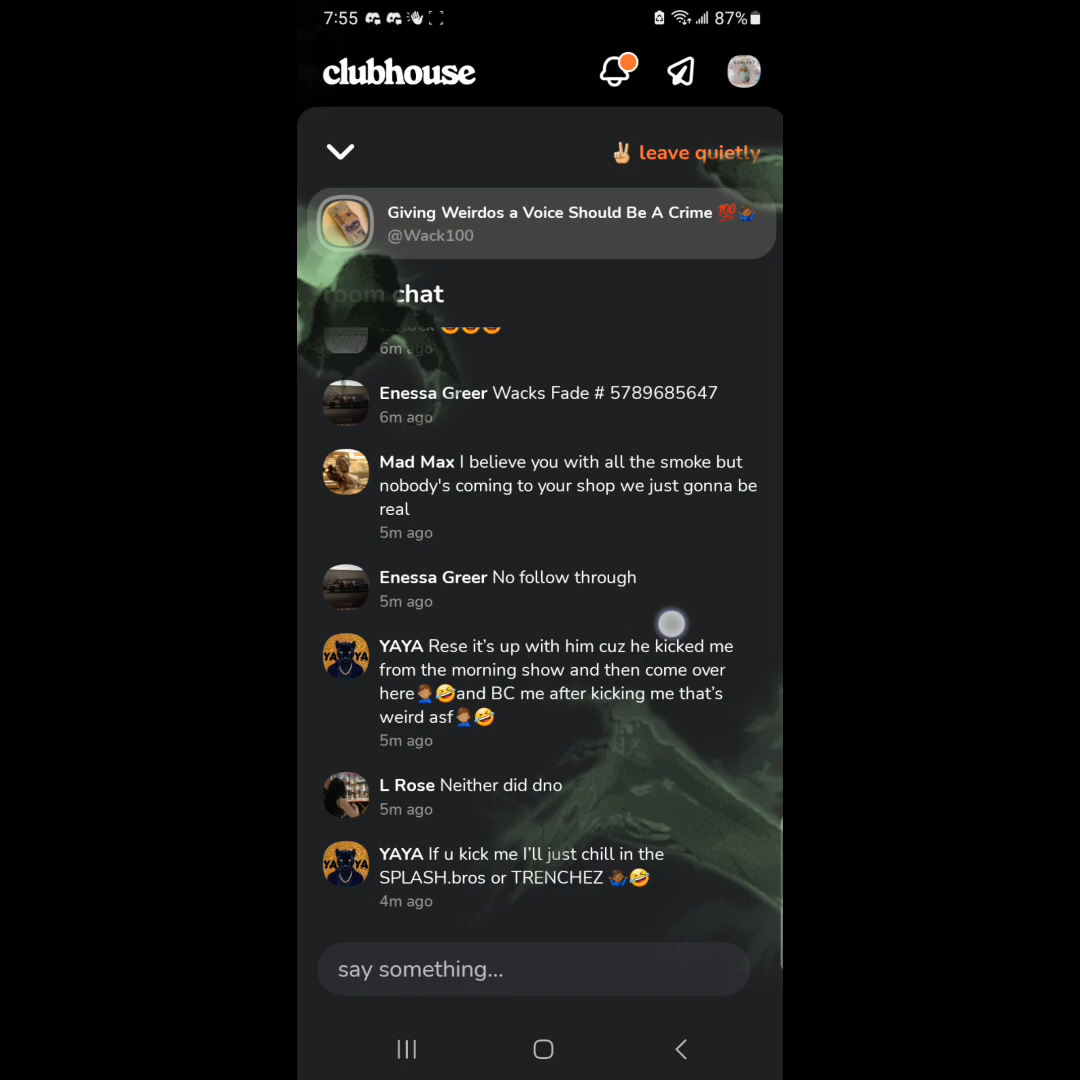 7:55 87%
clubhouse
✌🏼 leave quietly
Giving Weirdos a Voice Should Be A Crime 💯🤷🏾‍♂️
@Wack100
room chat
6m ago
Enessa Greer Wacks Fade # 5789685647
6m ago
Mad Max I believe you with all the smoke but
nobody's coming to your shop we just gonna be
real
5m ago
Enessa Greer No follow through
5m ago
YAYA Rese it’s up with him cuz he kicked me
from the morning show and then come over
here🤦🏽‍♂️🤣and BC me after kicking me that’s
weird asf🤦🏽‍♂️🤣
5m ago
L Rose Neither did dno
5m ago
YAYA If u kick me I’ll just chill in the
SPLASH.bros or TRENCHEZ 🤷🏾‍♂️🤣
4m ago
say something...